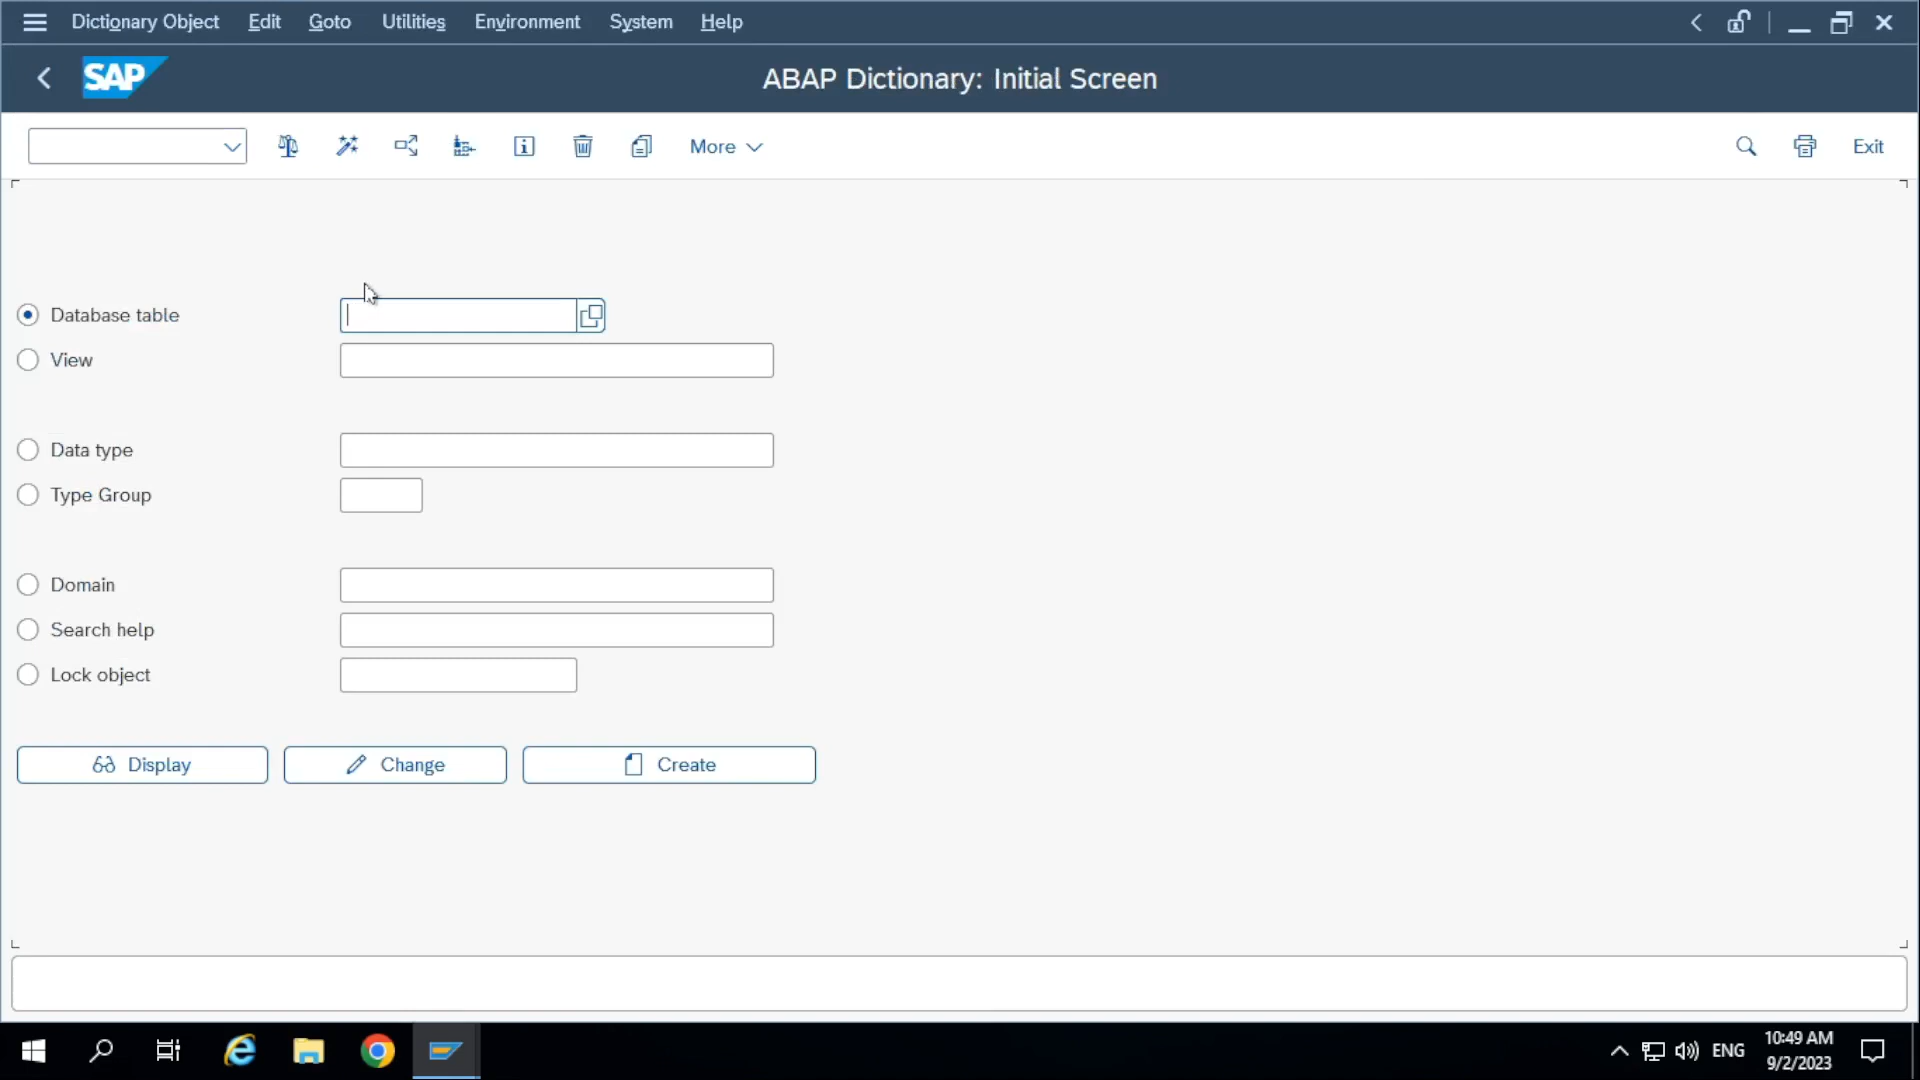 Dictionary Object Edit Goto Utilities Environment System Help
SAP ABAP Dictionary: Initial Screen
More Exit
Database table
View
Data type
Type Group
Domain
Search help
Lock object
Display Change Create
ENG 10:49 AM
9/2/2023